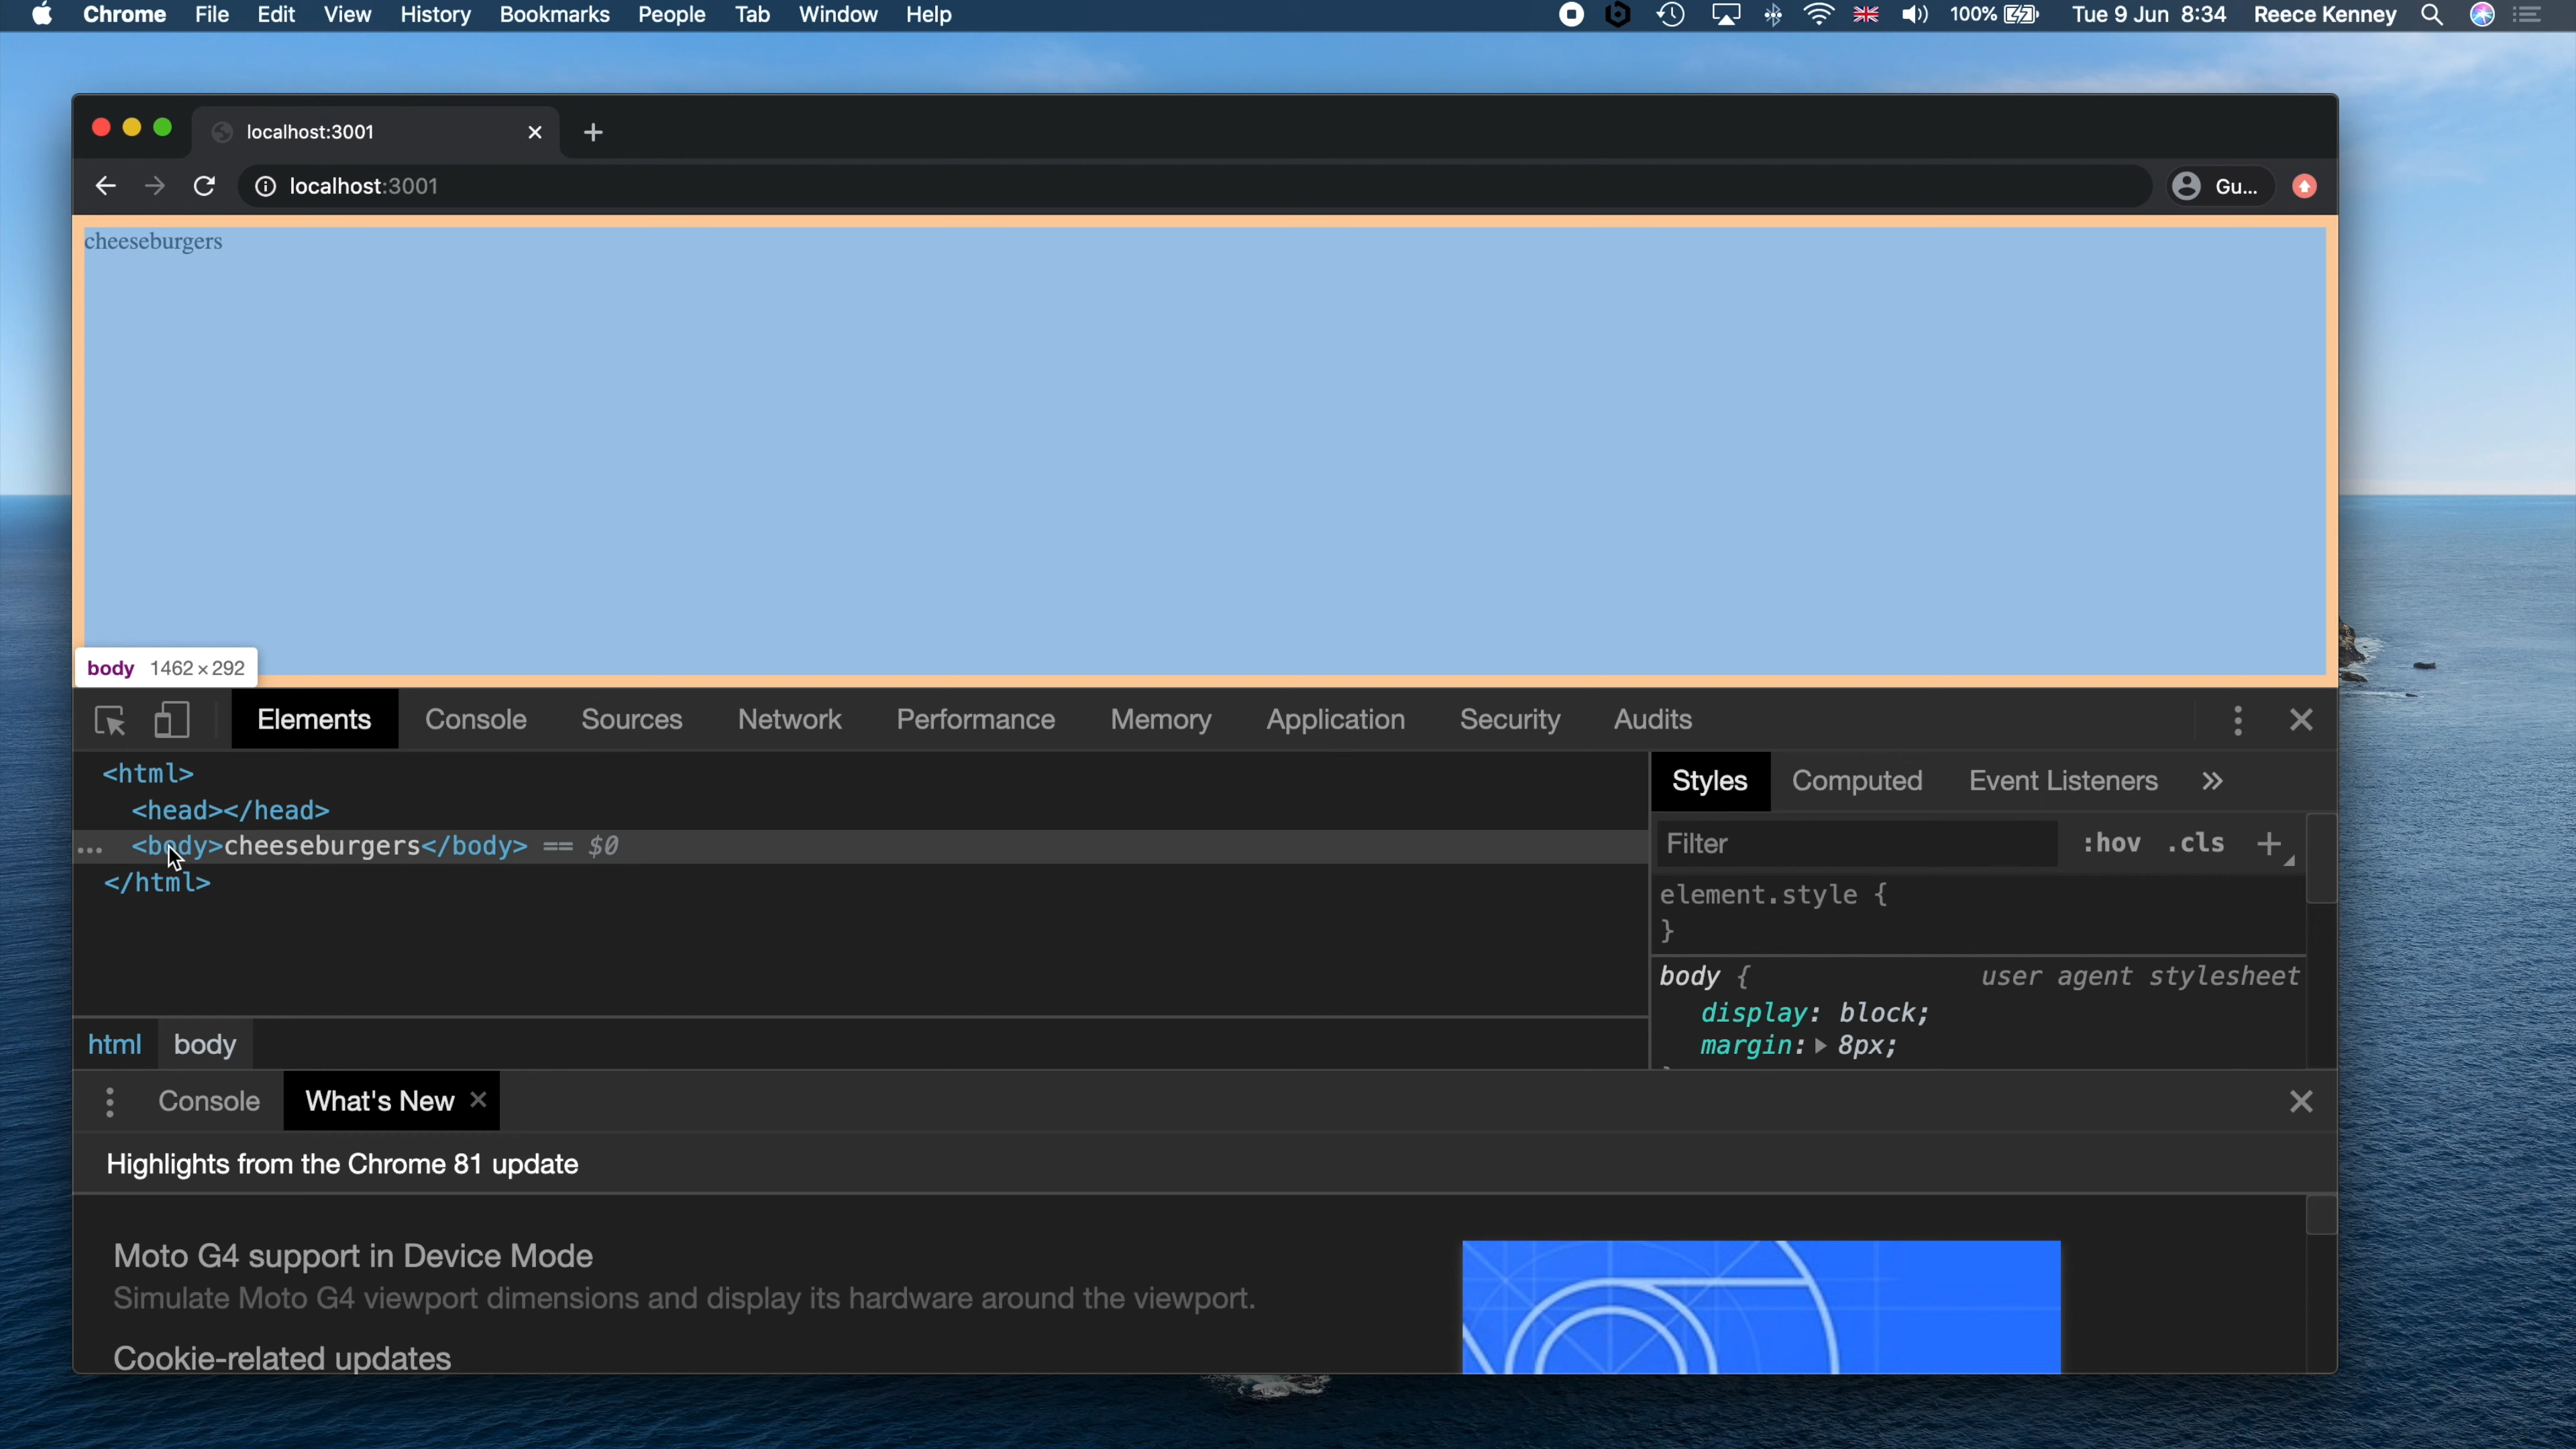 Chrome File Edit View History Bookmarks People Tab Window Help 100% Tue 9 Jun 8:34 Reece Kenney
localhost:3001
localhost:3001 Gu...
cheeseburgers
body 1462 × 292
Elements Console Sources Network Performance Memory Application Security Audits
<html>
<head></head>
... <body>cheeseburgers</body> == $0
</html>
html body
Styles Computed Event Listeners »
Filter :hov .cls +
element.style {
}
body { user agent stylesheet
display: block;
margin: 8px;
Console What's New
Highlights from the Chrome 81 update
Moto G4 support in Device Mode
Simulate Moto G4 viewport dimensions and display its hardware around the viewport.
Cookie-related updates